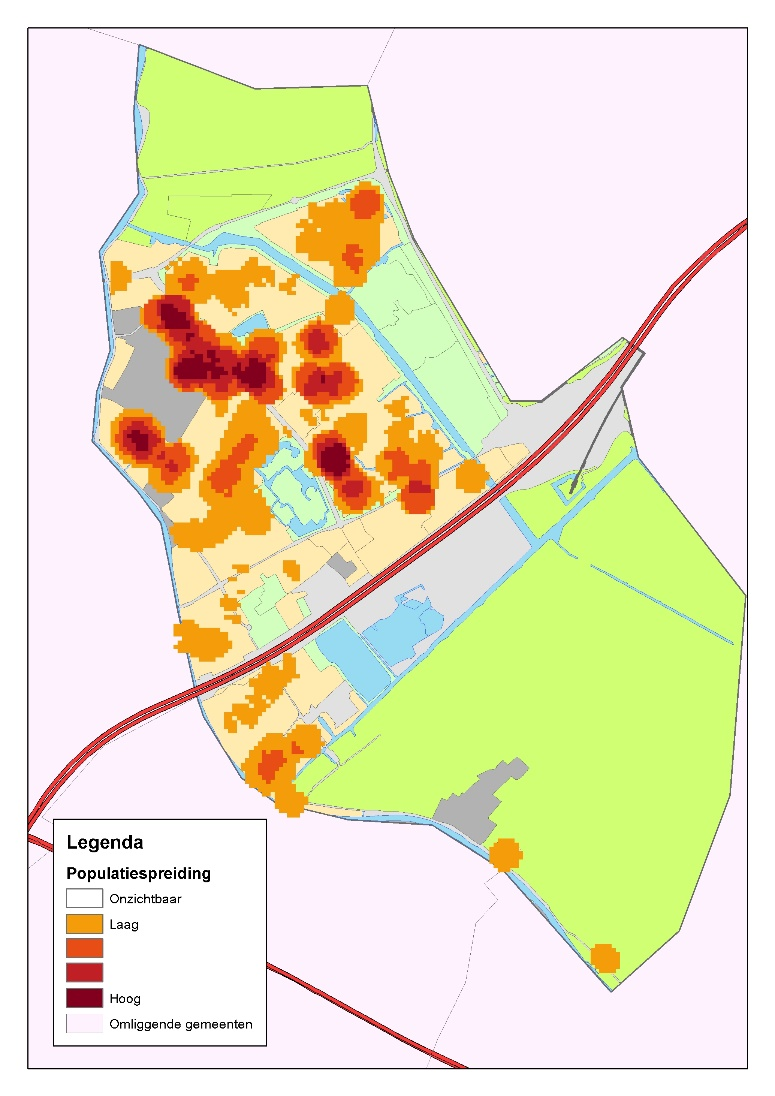 Legenda
Populatiespreiding
Onzichtbaar
Laag
Hoog
Omliggende gemeenten